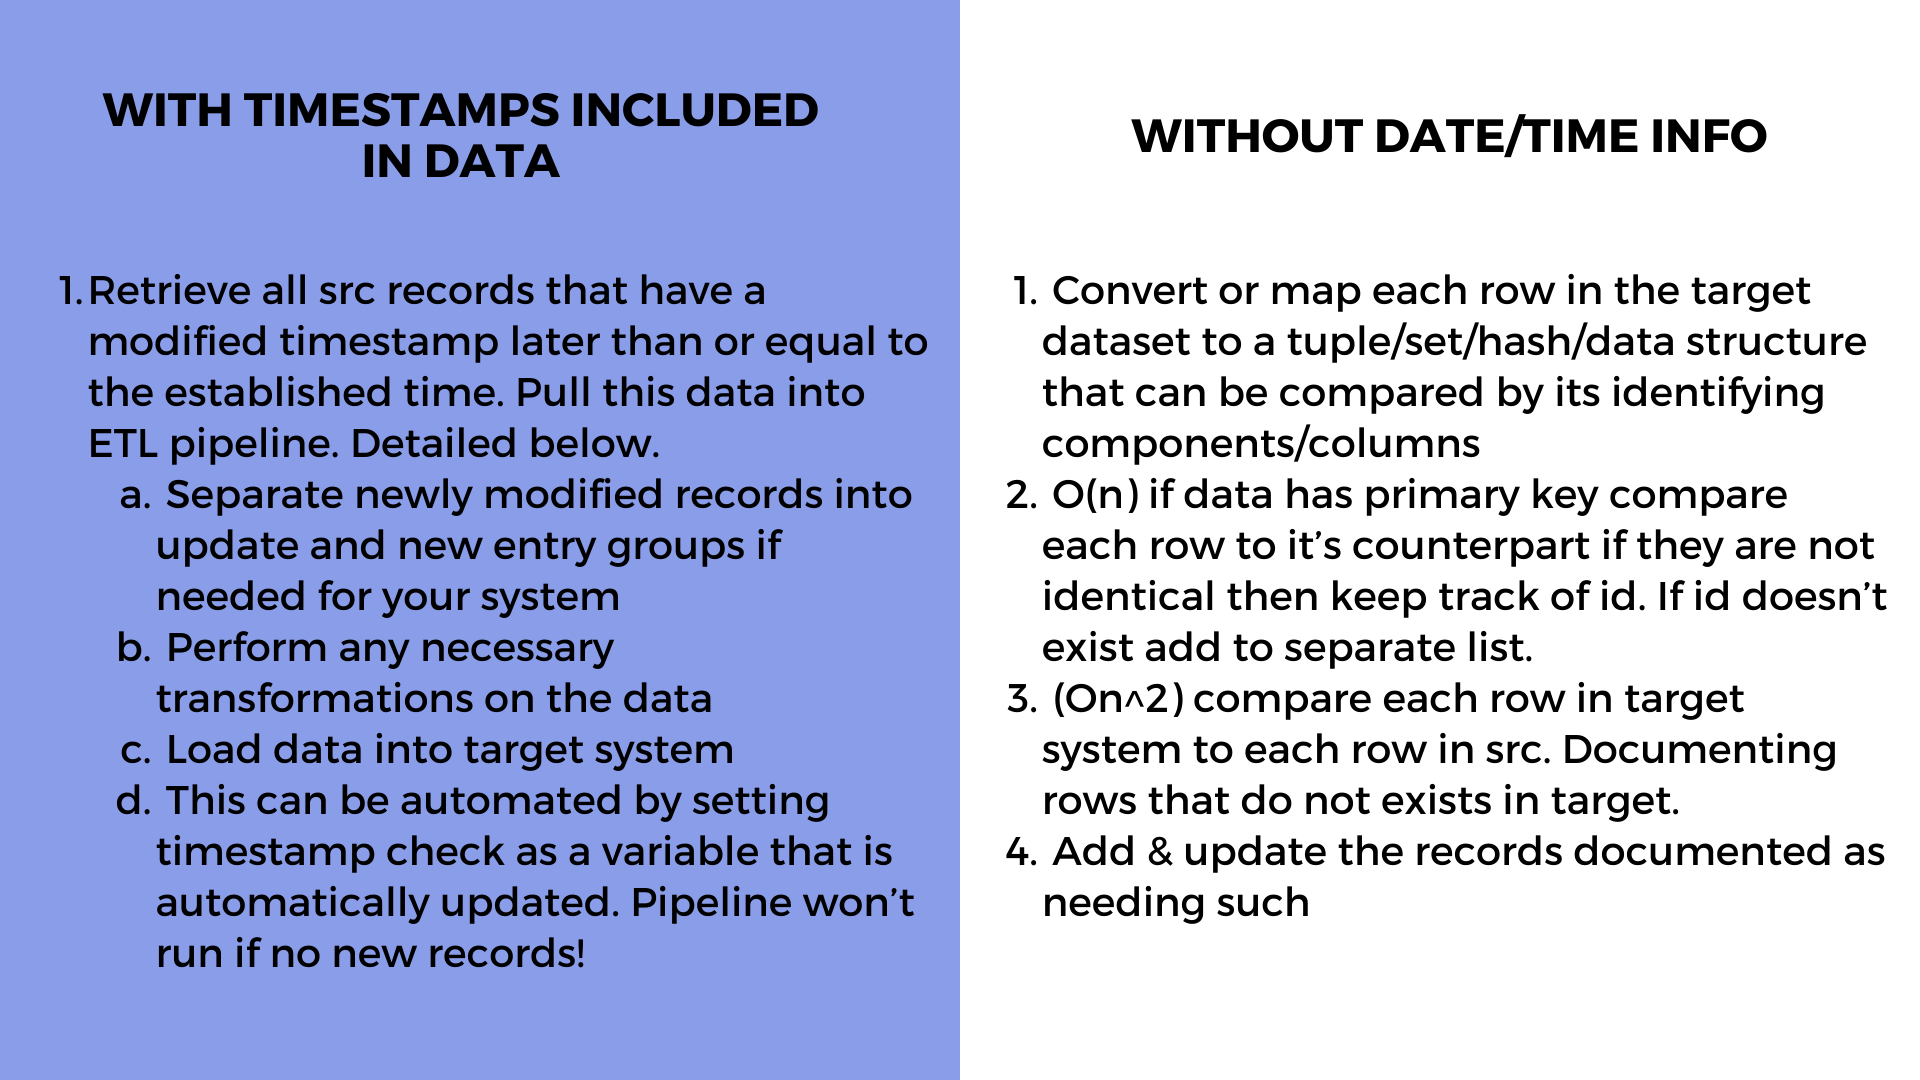 WITH TIMESTAMPS INCLUDED
IN DATA
1. Retrieve all src records that have a
modified timestamp later than or equal to
the established time. Pull this data into
ETL pipeline. Detailed below.
a. Separate newly modified records into
update and new entry groups if
needed for your system
b. Perform any necessary
transformations on the data
c. Load data into target system
d. This can be automated by setting
timestamp check as a variable that is
automatically updated. Pipeline won’t
run if no new records!
WITHOUT DATE/TIME INFO
1. Convert or map each row in the target
dataset to a tuple/set/hash/data structure
that can be compared by its identifying
components/columns
2. O(n) if data has primary key compare
each row to it’s counterpart if they are not
identical then keep track of id. If id doesn’t
exist add to separate list.
3. (On^2) compare each row in target
system to each row in src. Documenting
rows that do not exists in target.
4. Add & update the records documented as
needing such